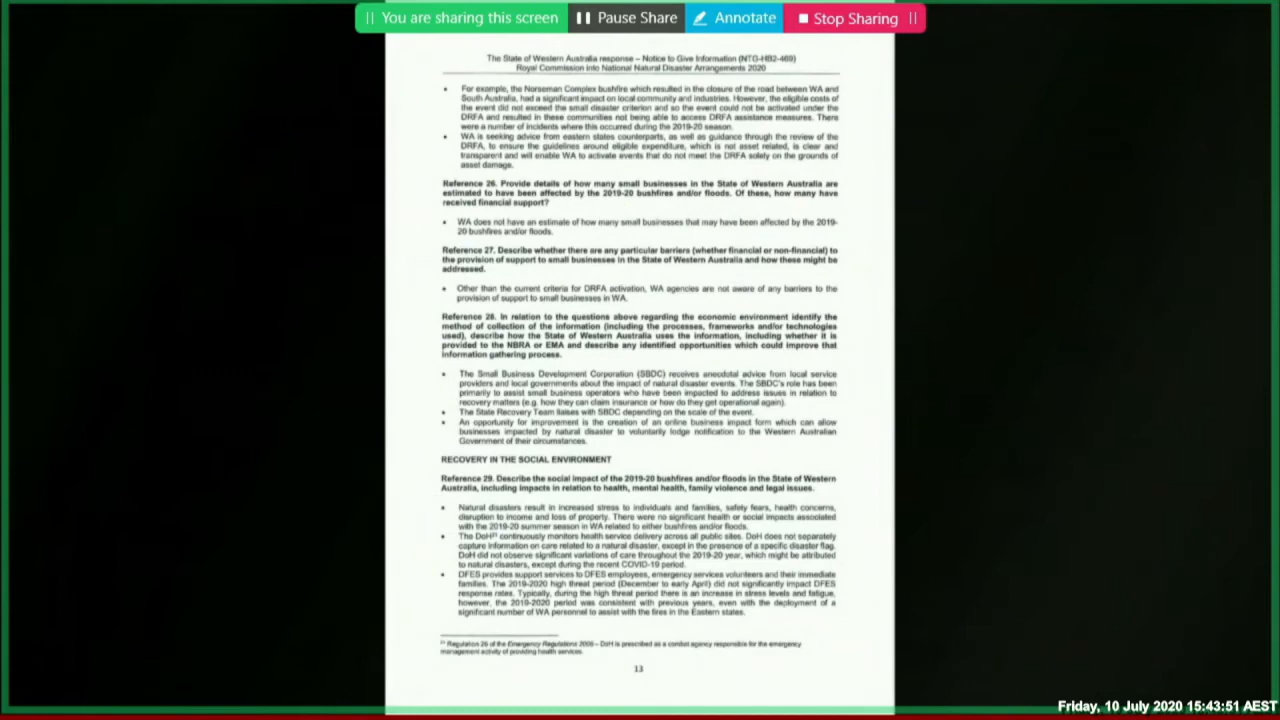 You are sharing this screen
Pause Share
Annotate
Stop Sharing
The State of Western Australia response – Notice to Give Information (NTG-HB2-469)
Royal Commission into National Natural Disaster Arrangements 2020
• For example, the Norseman Complex bushfire which resulted in the closure of the road between WA and
South Australia, had a significant impact on local community and industries. However, the eligible costs of
the event did not exceed the small disaster criterion and so the event could not be activated under the
DRFA and resulted in these communities not being able to access DRFA assistance measures. There
were a number of incidents where this occurred during the 2019-20 season.
• WA is seeking advice from eastern states counterparts, as well as guidance through the review of the
DRFA, to ensure the guidelines around eligible expenditure, which is not asset related, is clear and
transparent and will enable WA to activate events that do not meet the DRFA solely on the grounds of
asset damage.
Reference 26. Provide details of how many small businesses in the State of Western Australia are
estimated to have been affected by the 2019-20 bushfires and/or floods. Of these, how many have
received financial support?
• WA does not have an estimate of how many small businesses that may have been affected by the 2019-
20 bushfires and/or floods.
Reference 27. Describe whether there are any particular barriers (whether financial or non-financial) to
the provision of support to small businesses in the State of Western Australia and how these might be
addressed.
• Other than the current criteria for DRFA activation, WA agencies are not aware of any barriers to the
provision of support to small businesses in WA.
Reference 28. In relation to the questions above regarding the economic environment identify the
method of collection of the information (including the processes, frameworks and/or technologies
used), describe how the State of Western Australia uses the information, including whether it is
provided to the NBRA or EMA and describe any identified opportunities which could improve that
information gathering process.
• The Small Business Development Corporation (SBDC) receives anecdotal advice from local service
providers and local governments about the impact of natural disaster events. The SBDC's role has been
primarily to assist small business operators who have been impacted to address issues in relation to
recovery matters (e.g. how they can claim insurance or how do they get operational again).
• The State Recovery Team liaises with SBDC depending on the scale of the event.
• An opportunity for improvement is the creation of an online business impact form which can allow
businesses impacted by natural disaster to voluntarily lodge notification to the Western Australian
Government of their circumstances.
RECOVERY IN THE SOCIAL ENVIRONMENT
Reference 29. Describe the social impact of the 2019-20 bushfires and/or floods in the State of Western
Australia, including impacts in relation to health, mental health, family violence and legal issues.
• Natural disasters result in increased stress to individuals and families, safety fears, health concerns,
disruption to income and loss of property. There were no significant health or social impacts associated
with the 2019-20 summer season in WA related to either bushfires and/or floods.
• The DoH continuously monitors health service delivery across all public sites. DoH does not separately
capture information on care related to a natural disaster, except in the presence of a specific disaster flag.
DoH did not observe significant variations of care throughout the 2019-20 year, which might be attributed
to natural disasters, except during the recent COVID-19 period.
• DFES provides support services to DFES employees, emergency services volunteers and their immediate
families. The 2019-2020 high threat period (December to early April) did not significantly impact DFES
response rates. Typically, during the high threat period there is an increase in stress levels and fatigue,
however, the 2019-2020 period was consistent with previous years, even with the deployment of a
significant number of WA personnel to assist with the fires in the Eastern states.
Regulation 26 of the Emergency Regulations 2006 – DoH is prescribed as a combat agency responsible for the emergency
management activity of providing health services
13
Friday, 10 July 2020 15:43:51 AEST